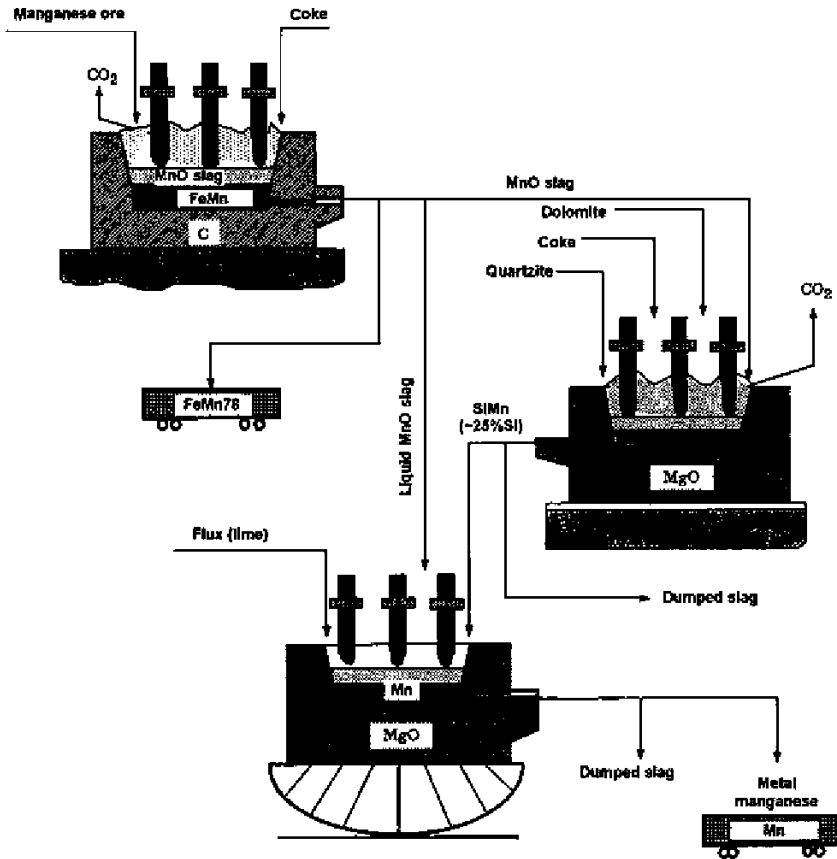 Manganese ore
Coke
CO2
MnO slag
FeMn
C
MnO slag
Dolomite
Coke
Quartzite
CO2
FeMn78
Liquid MnO slag
SiMn
(~25%Si)
MgO
Flux (lime)
Dumped slag
Mn
MgO
Dumped slag
Metal
manganese
Mn